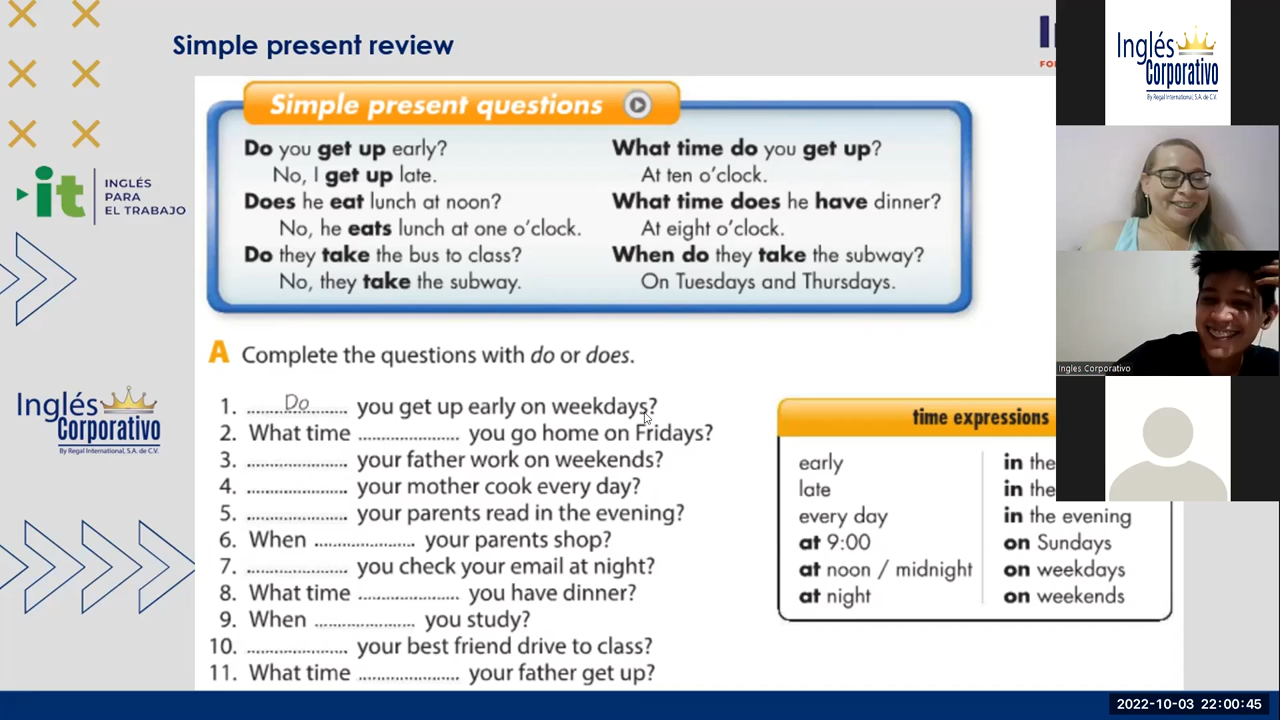 Simple present review
Simple present questions
Do you get up early?
No, I get up late.
Does he eat lunch at noon?
No, he eats lunch at one o'clock.
Do they take the bus to class?
No, they take the subway.
What time do you get up?
At ten o'clock.
What time does he have dinner?
At eight o'clock.
When do they take the subway?
On Tuesdays and Thursdays.
A Complete the questions with do or does.
1. Do you get up early on weekdays?
2. What time .................... you go home on Fridays?
3. .................... your father work on weekends?
4. .................... your mother cook every day?
5. .................... your parents read in the evening?
6. When .................... your parents shop?
7. .................... you check your email at night?
8. What time .................... you have dinner?
9. When .................... you study?
10. .................... your best friend drive to class?
11. What time .................... your father get up?
time expressions
early
late
every day
at 9:00
at noon / midnight
at night
in the
in the
in the evening
on Sundays
on weekdays
on weekends
it INGLÉS
PARA
EL TRABAJO
Inglés
Corporativo
By Regal International, S.A. de C.V.
Inglés
Corporativo
By Regal International, S.A. de C.V.
Ingles Corporativo
2022-10-03 22:00:45